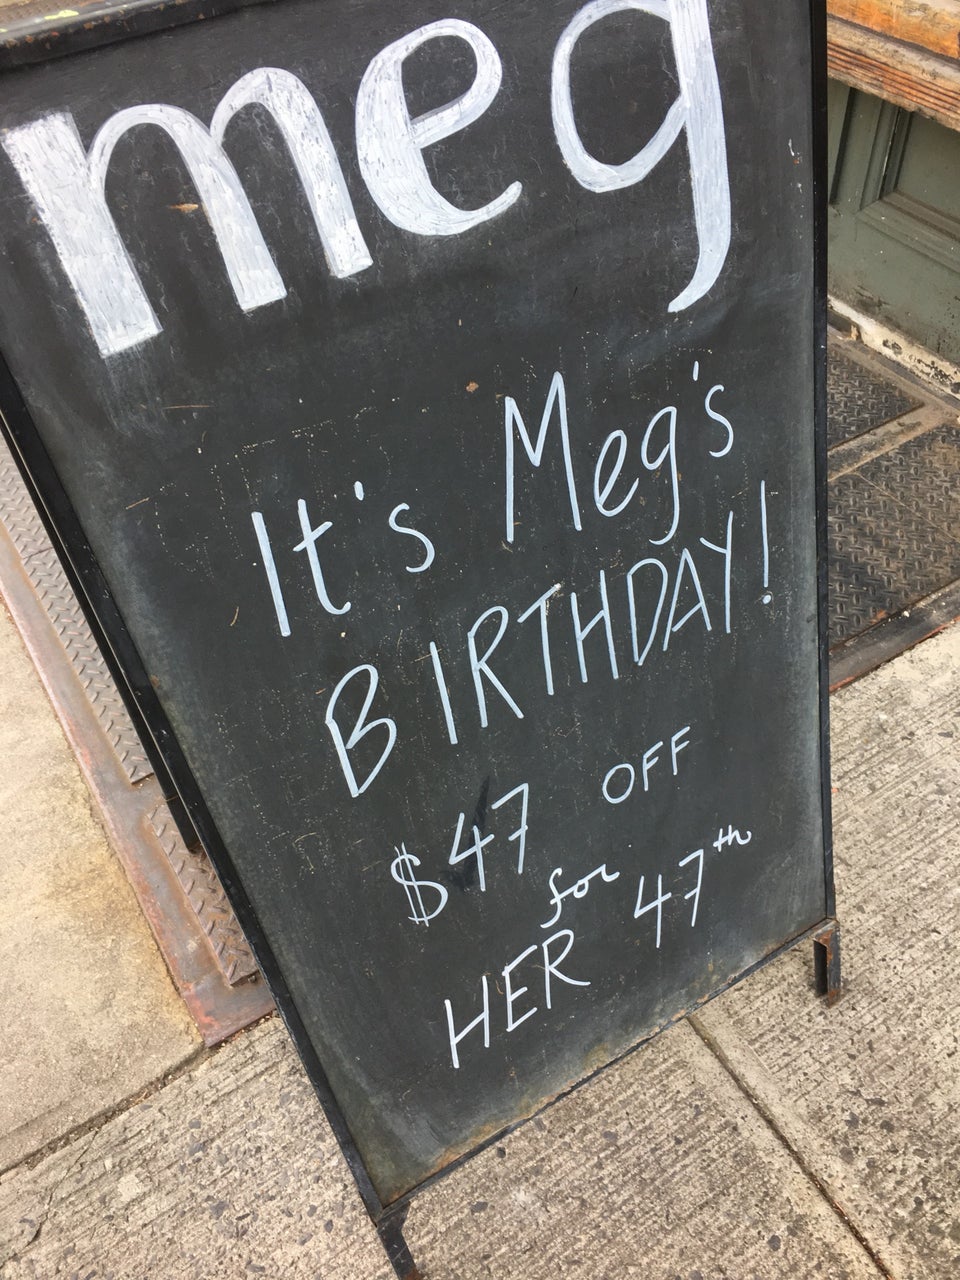 meg
It's Meg's
BIRTHDAY!
$47 OFF
for
HER 47th